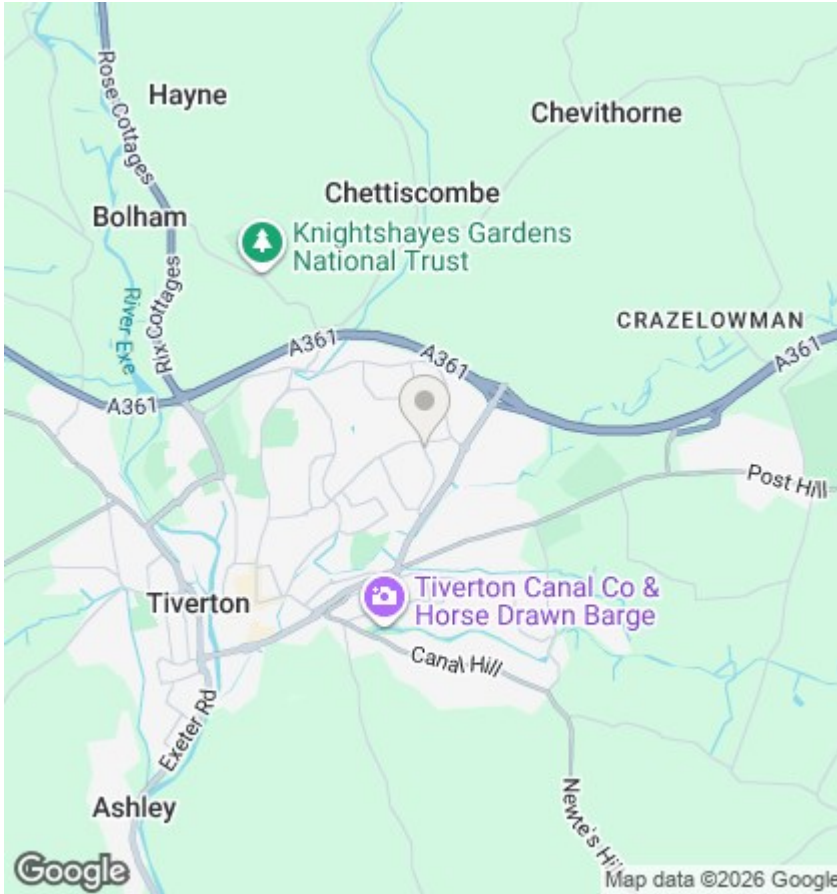 Hayne
Chevithorne
Rose Cottages
Chettiscombe
Bolham
Knightshayes Gardens
National Trust
River Exe
Rix Cottages
CRAZELOWMAN
A361
A361
A361
A361
Post Hill
Tiverton
Tiverton Canal Co &
Horse Drawn Barge
Canal Hill
Exeter Rd
Ashley
Newte's Hill
Google
Map data ©2026 Google